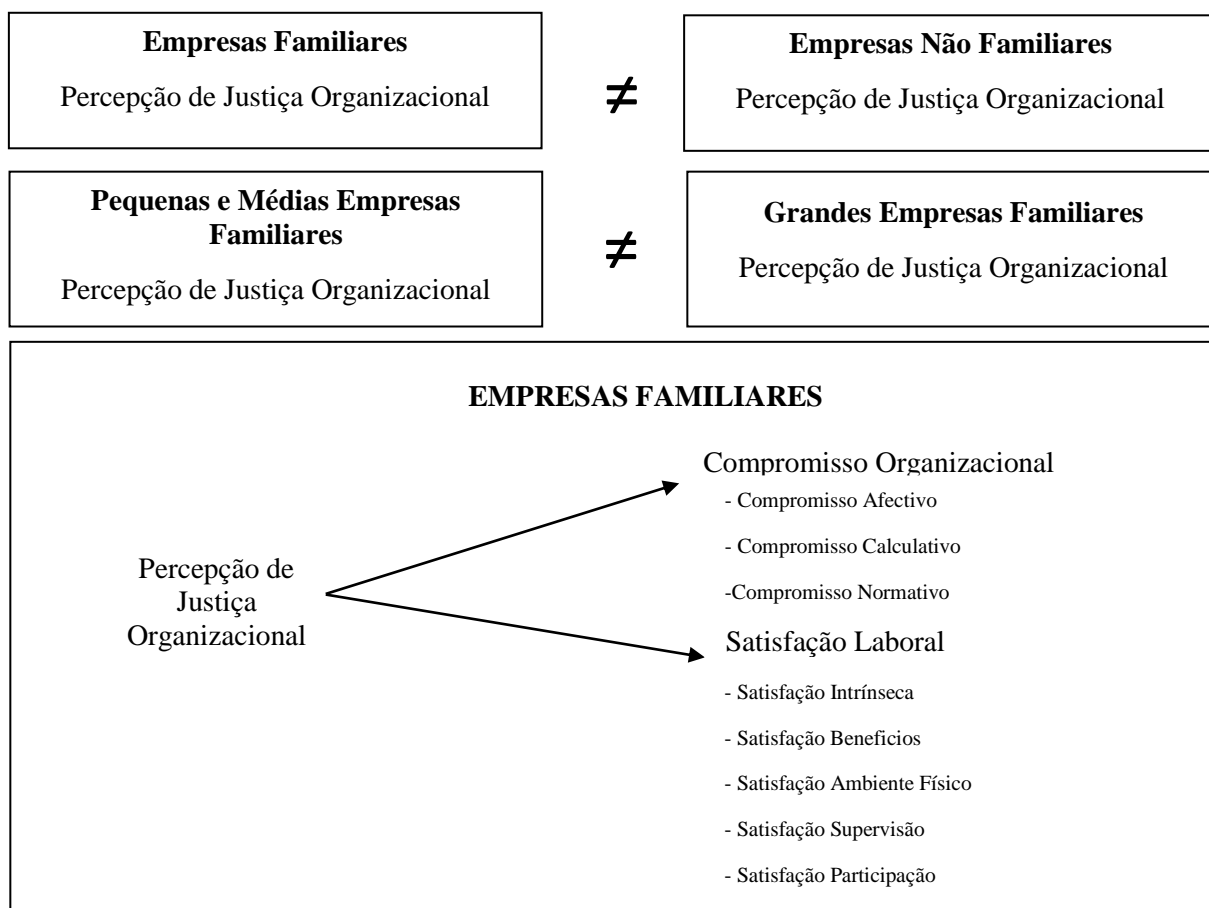 Empresas Familiares
Percepção de Justiça Organizacional
≠
Empresas Não Familiares
Percepção de Justiça Organizacional
Pequenas e Médias Empresas
Familiares
Percepção de Justiça Organizacional
≠
Grandes Empresas Familiares
Percepção de Justiça Organizacional
EMPRESAS FAMILIARES
Percepção de
Justiça
Organizacional
Compromisso Organizacional
- Compromisso Afectivo
- Compromisso Calculativo
-Compromisso Normativo
Satisfação Laboral
- Satisfação Intrínseca
- Satisfação Beneficios
- Satisfação Ambiente Físico
- Satisfação Supervisão
- Satisfação Participação